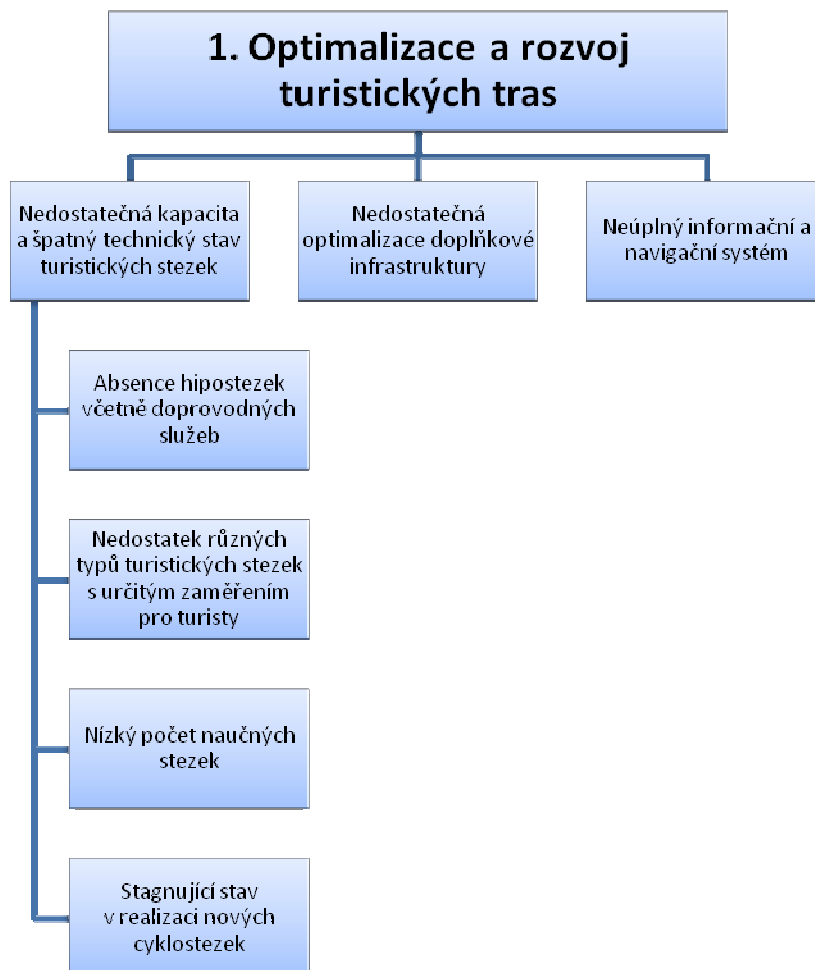 1. Optimalizace a rozvoj
turistických tras
Nedostatečná kapacita
a špatný technický stav
turistických stezek
Nedostatečná
optimalizace doplňkové
infrastruktury
Neúplný informační a
navigační systém
Absence hipostezek
včetně doprovodných
služeb
Nedostatek různých
typů turistických stezek
s určitým zaměřením
pro turisty
Nízký počet naučných
stezek
Stagnující stav
v realizaci nových
cyklostezek